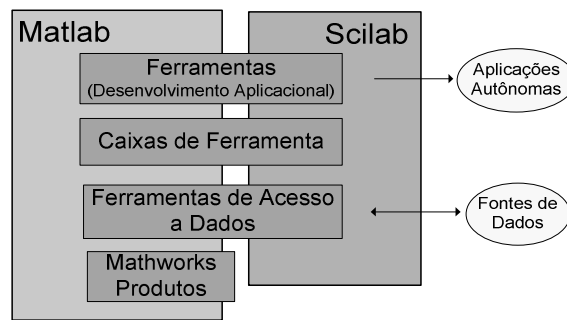 Matlab
Scilab
Ferramentas
(Desenvolvimento Aplicacional)
Aplicações
Autônomas
Caixas de Ferramenta
Ferramentas de Acesso
a Dados
Fontes de
Dados
Mathworks
Produtos